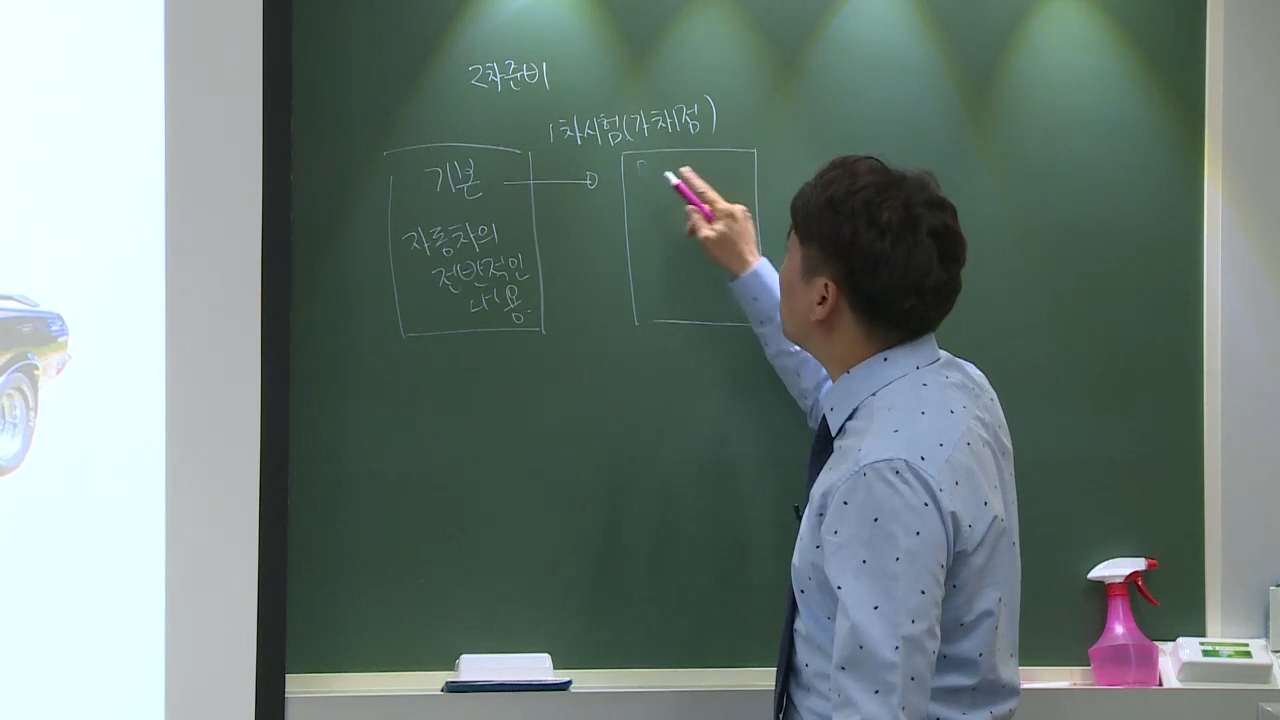 2차준비
1차시험(가채점)
기본
자동차의
전반적인
내용.